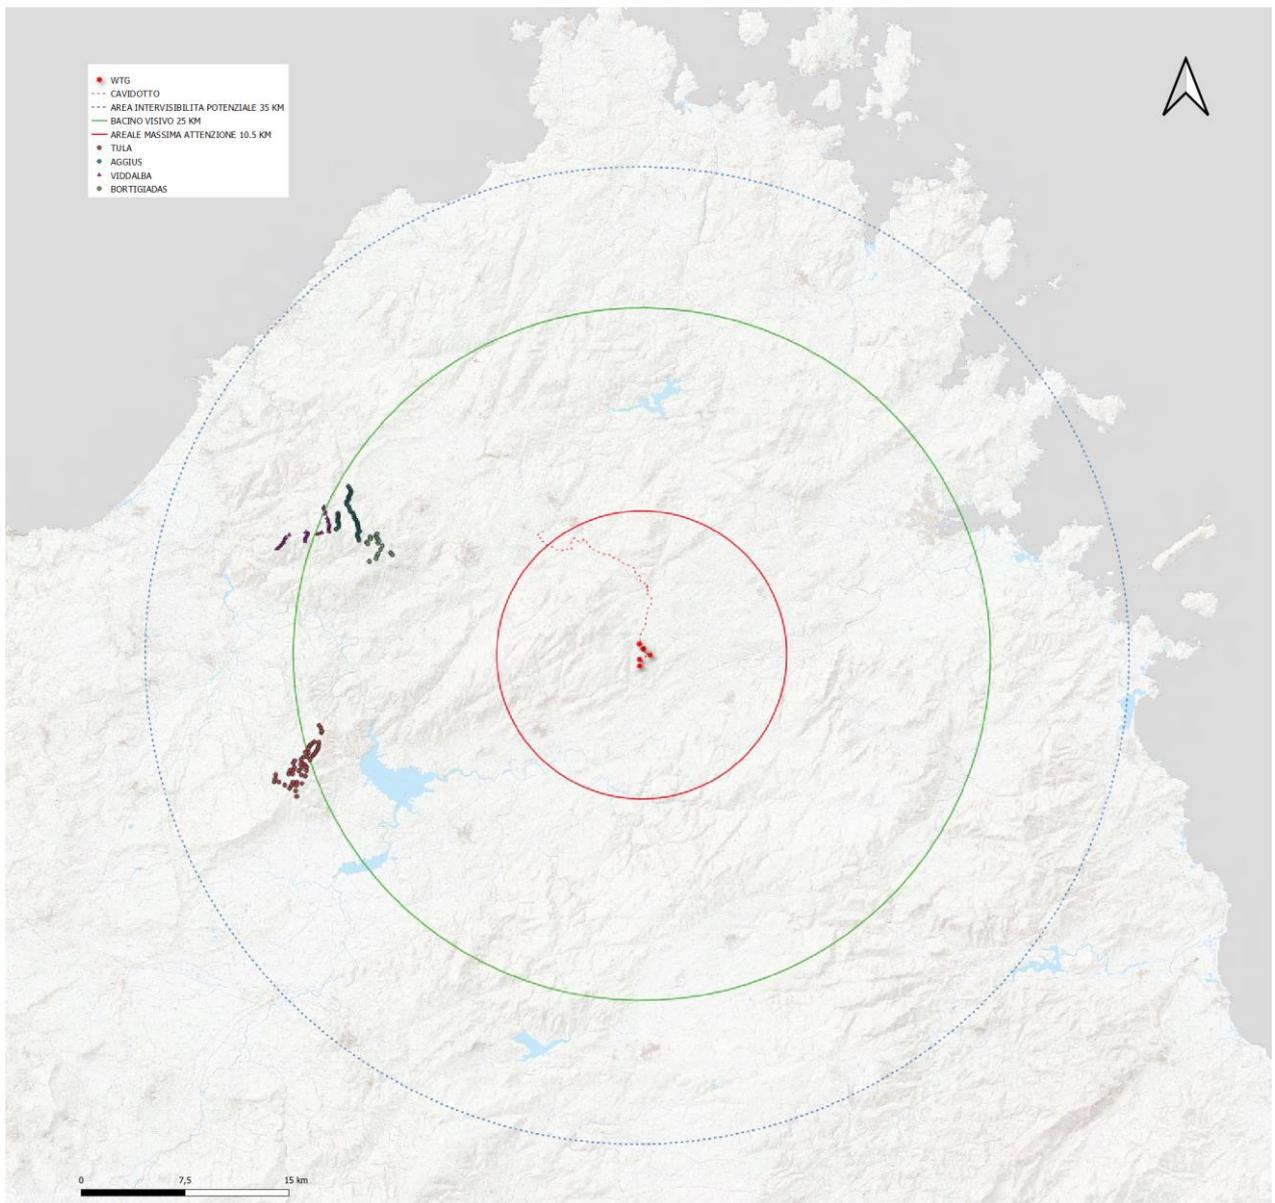 WTG
CAVIDOTTO
AREA INTERVISIBILITA POTENZIALE 35 KM
BACINO VISIVO 25 KM
AREALE MASSIMA ATTENZIONE 10.5 KM
TULA
AGGIUS
VIDDALBA
BORTIGIADAS
0 7,5 15 km